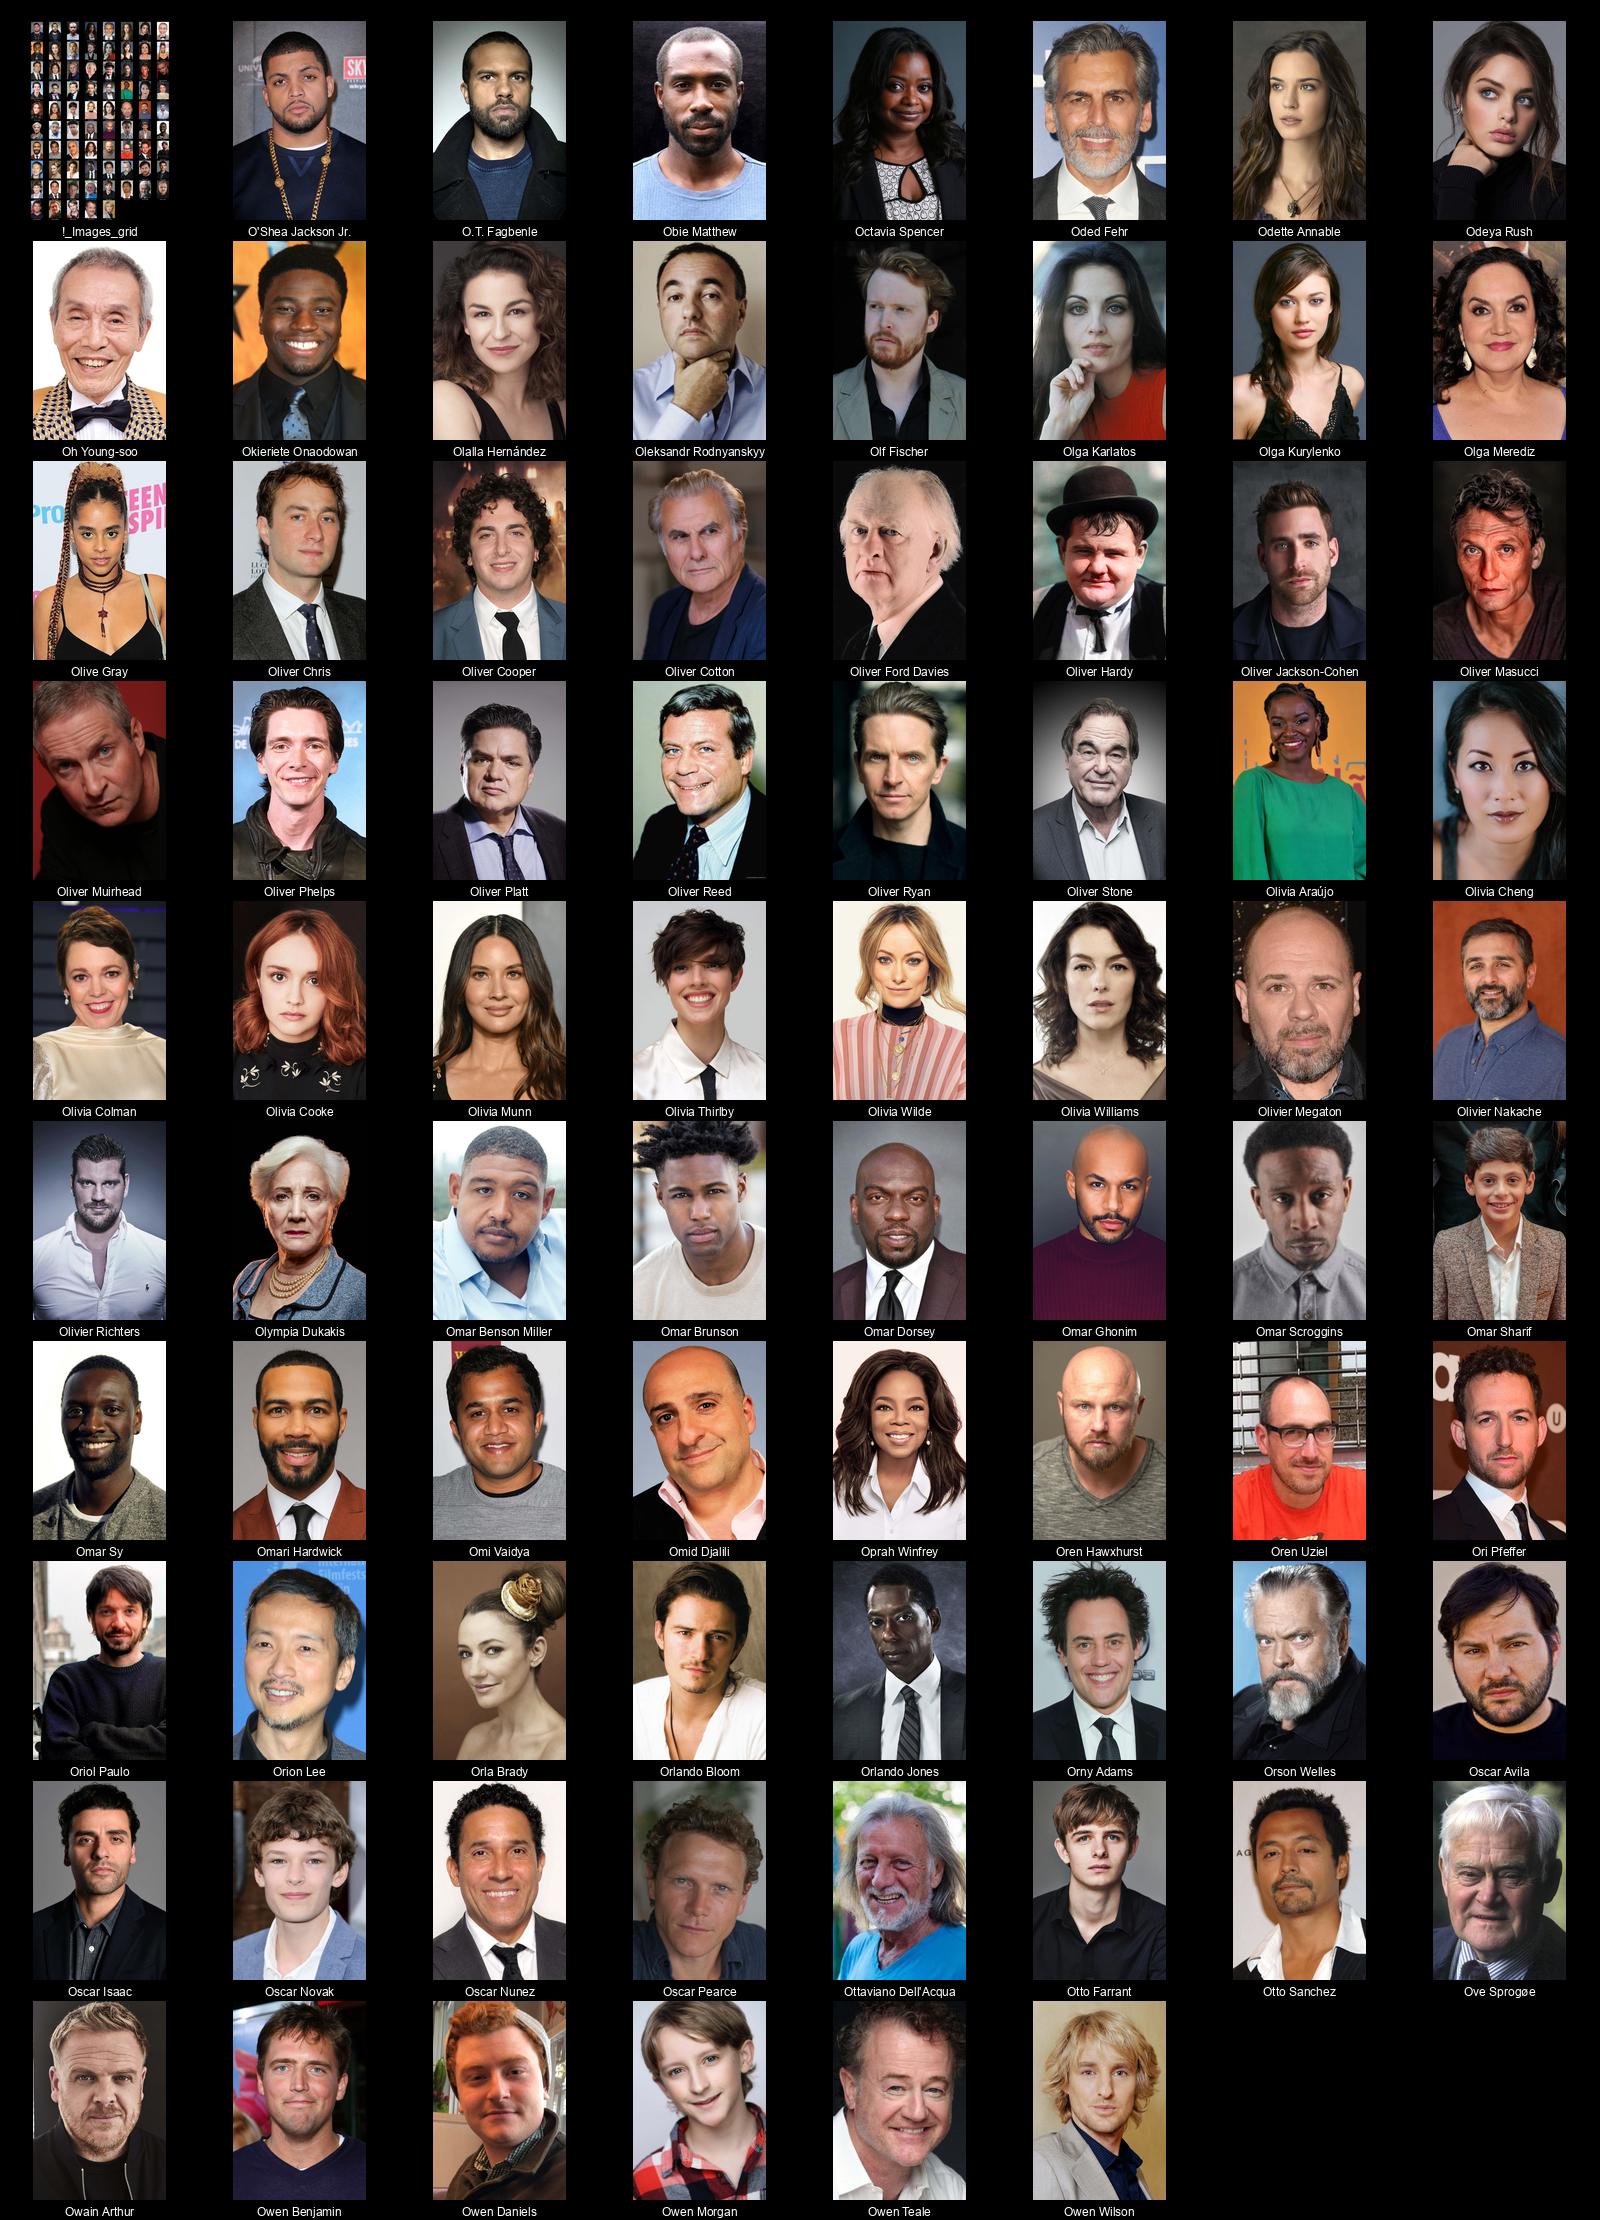 !_Images_grid
O'Shea Jackson Jr.
O.T. Fagbenle
Obie Matthew
Octavia Spencer
Oded Fehr
Odette Annable
Odeya Rush
Oh Young-soo
Okieriete Onaodowan
Olalla Hernández
Oleksandr Rodnyanskyy
Olf Fischer
Olga Karlatos
Olga Kurylenko
Olga Merediz
Olive Gray
Oliver Chris
Oliver Cooper
Oliver Cotton
Oliver Ford Davies
Oliver Hardy
Oliver Jackson-Cohen
Oliver Masucci
Oliver Muirhead
Oliver Phelps
Oliver Platt
Oliver Reed
Oliver Ryan
Oliver Stone
Olivia Araújo
Olivia Cheng
Olivia Colman
Olivia Cooke
Olivia Munn
Olivia Thirlby
Olivia Wilde
Olivia Williams
Olivier Megaton
Olivier Nakache
Olivier Richters
Olympia Dukakis
Omar Benson Miller
Omar Brunson
Omar Dorsey
Omar Ghonim
Omar Scroggins
Omar Sharif
Omar Sy
Omari Hardwick
Omi Vaidya
Omid Djalili
Oprah Winfrey
Oren Hawxhurst
Oren Uziel
Ori Pfeffer
Oriol Paulo
Orion Lee
Orla Brady
Orlando Bloom
Orlando Jones
Orny Adams
Orson Welles
Oscar Avila
Oscar Isaac
Oscar Novak
Oscar Nunez
Oscar Pearce
Ottaviano Dell'Acqua
Otto Farrant
Otto Sanchez
Ove Sprogøe
Owain Arthur
Owen Benjamin
Owen Daniels
Owen Morgan
Owen Teale
Owen Wilson